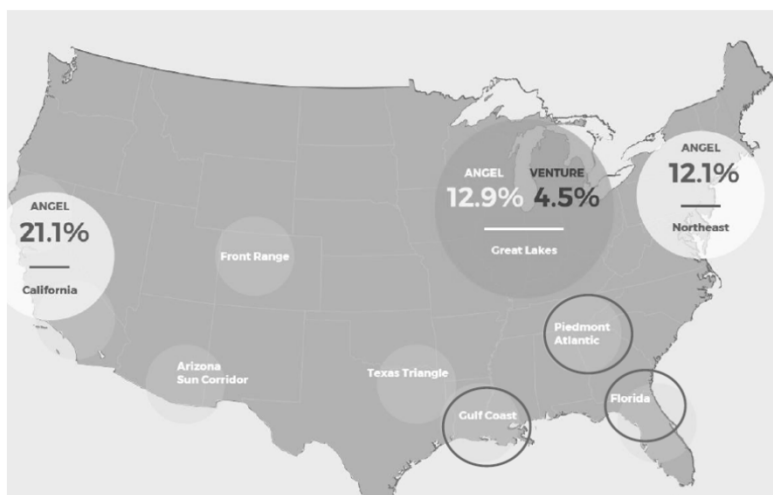 ANGEL
21.1%
California
Front Range
Arizona
Sun Corridor
Texas Triangle
Gulf Coast
ANGEL
12.9%
VENTURE
4.5%
Great Lakes
Piedmont
Atlantic
Florida
ANGEL
12.1%
Northeast